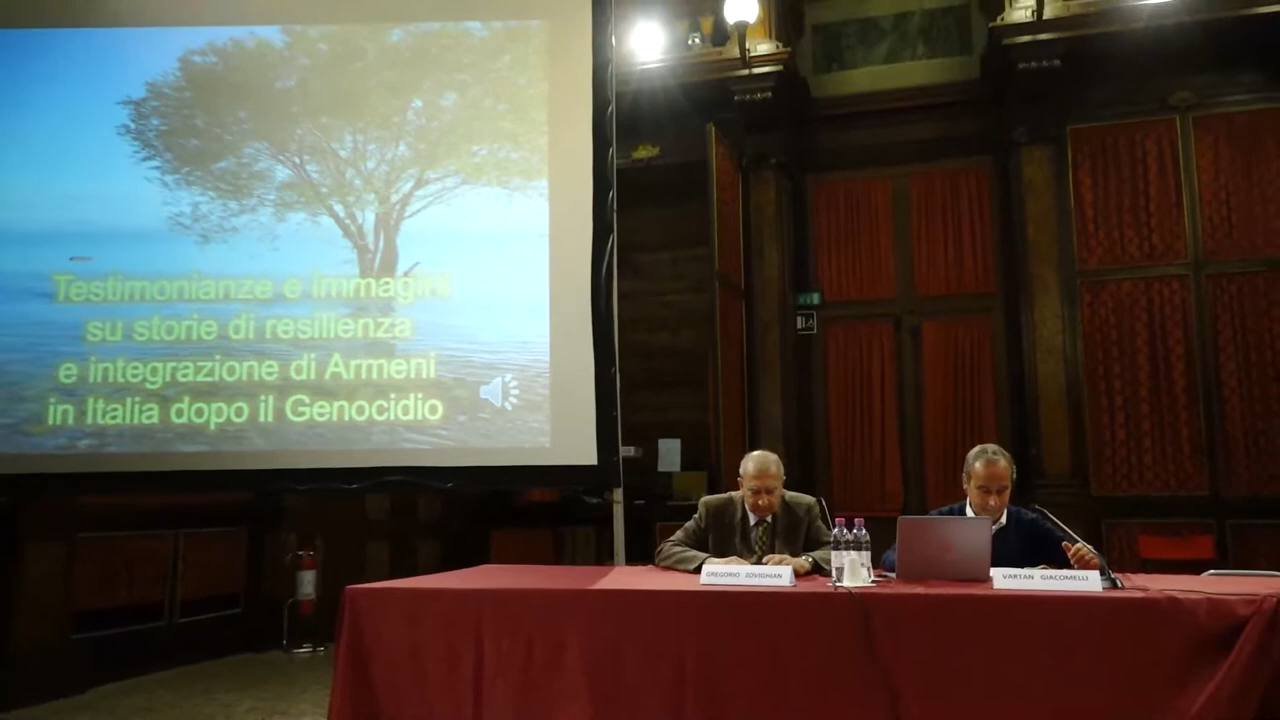 Testimonianze e Immagini
su storie di resilienza
e integrazione di Armeni
in Italia dopo il Genocidio
GREGORIO ZOVIGHIAN
VARTAN GIACOMELLI